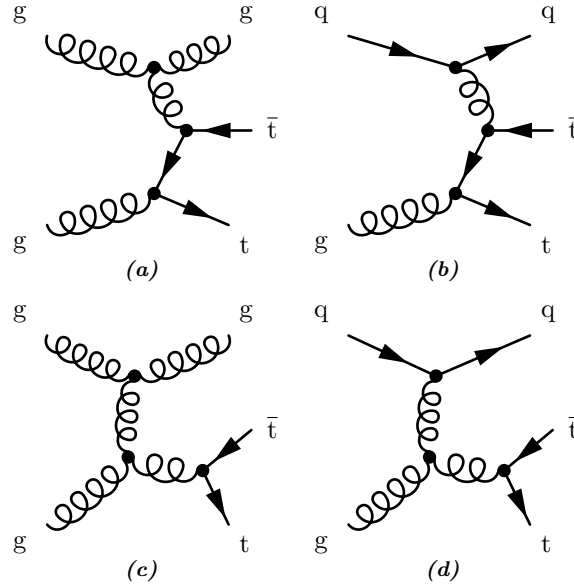 g g q q
t̄ t̄
g t g t
(a) (b)
g g q q
t̄ t̄
g t g t
(c) (d)